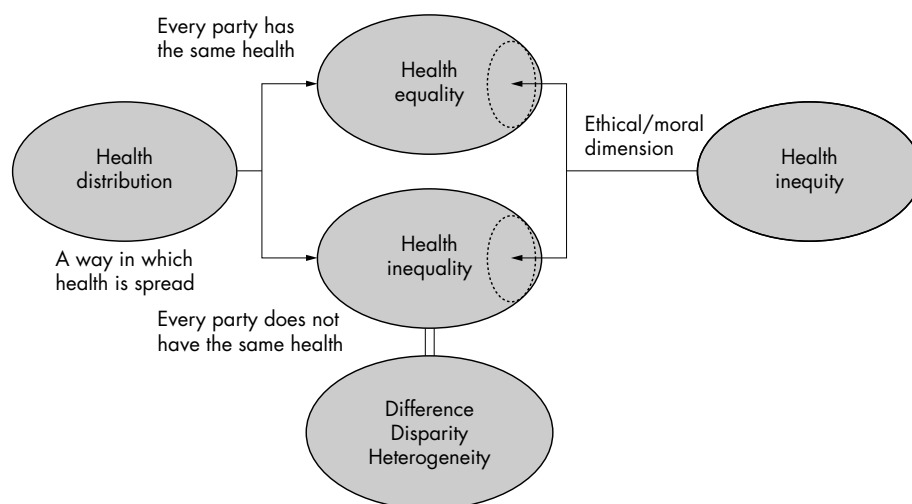 Every party has
the same health
Health
equality
Ethical/moral
dimension
Health
distribution
Health
inequity
A way in which
health is spread
Health
inequality
Every party does not
have the same health
Difference
Disparity
Heterogeneity